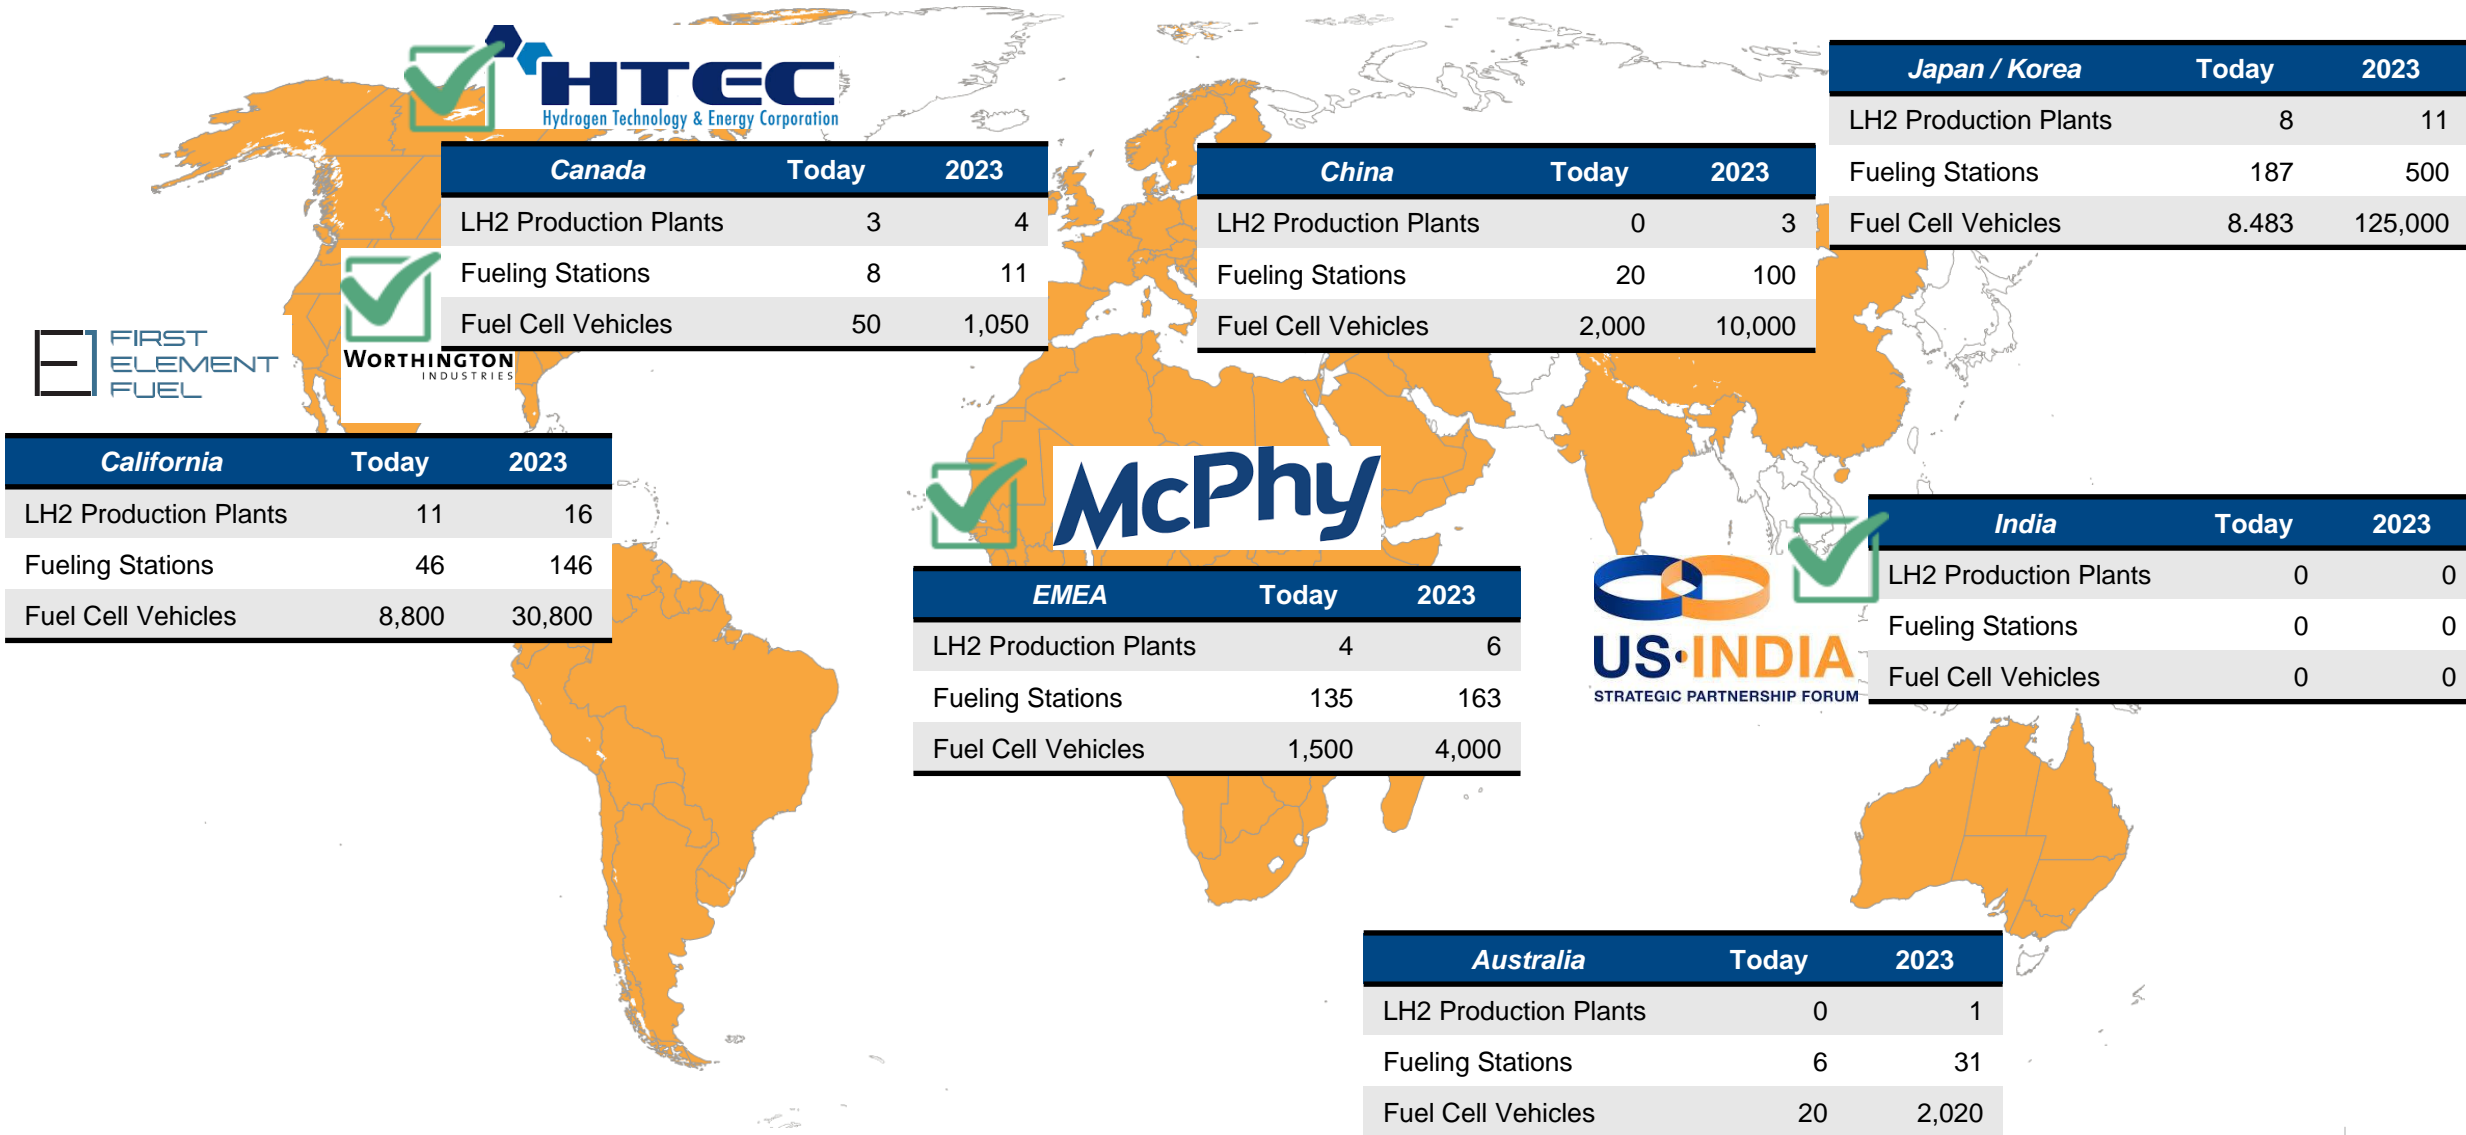 HTEC
Hydrogen Technology & Energy Corporation
Japan / Korea Today 2023
LH2 Production Plants 8 11
Fueling Stations 187 500
Fuel Cell Vehicles 8.483 125,000
Canada Today 2023
LH2 Production Plants 3 4
Fueling Stations 8 11
Fuel Cell Vehicles 50 1,050
China Today 2023
LH2 Production Plants 0 3
Fueling Stations 20 100
Fuel Cell Vehicles 2,000 10,000
FIRST
ELEMENT
FUEL
WORTHINGTON
INDUSTRIES
California Today 2023
LH2 Production Plants 11 16
Fueling Stations 46 146
Fuel Cell Vehicles 8,800 30,800
McPhy
EMEA Today 2023
LH2 Production Plants 4 6
Fueling Stations 135 163
Fuel Cell Vehicles 1,500 4,000
US•INDIA
STRATEGIC PARTNERSHIP FORUM
India Today 2023
LH2 Production Plants 0 0
Fueling Stations 0 0
Fuel Cell Vehicles 0 0
Australia Today 2023
LH2 Production Plants 0 1
Fueling Stations 6 31
Fuel Cell Vehicles 20 2,020